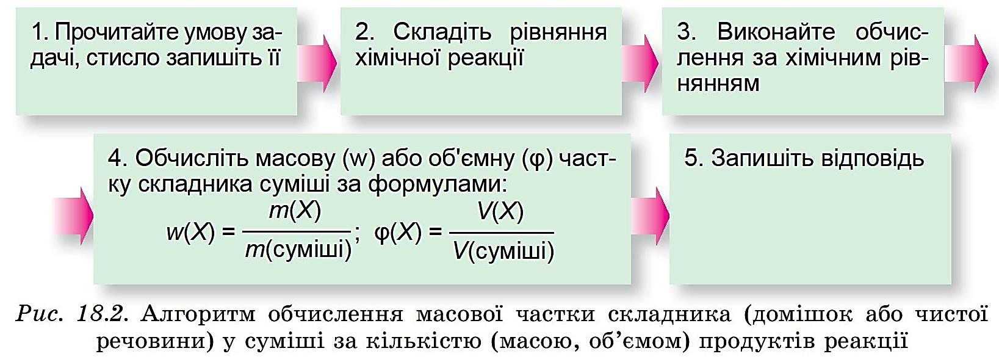 1. Прочитайте умову за-
дачі, стисло запишіть її
2. Складіть рівняння
хімічної реакції
3. Виконайте обчис-
лення за хімічним рів-
нянням
4. Обчисліть масову (w) або об'ємну (φ) част-
ку складника суміші за формулами:
w(X) = m(X) / m(суміші); φ(X) = V(X) / V(суміші)
5. Запишіть відповідь
Рис. 18.2. Алгоритм обчислення масової частки складника (домішок або чистої
речовини) у суміші за кількістю (масою, об’ємом) продуктів реакції